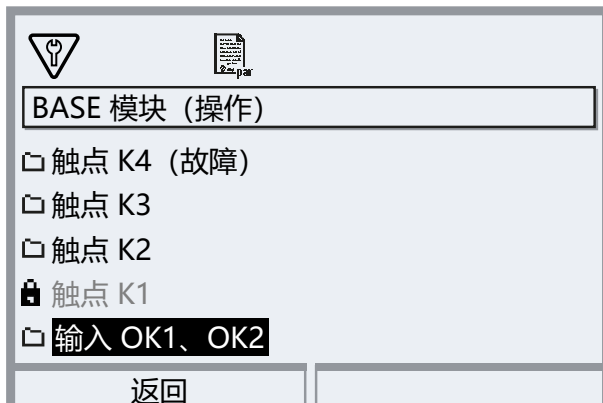 par
BASE 模块（操作）
触点 K4（故障）
触点 K3
触点 K2
触点 K1
输入 OK1、OK2
返回